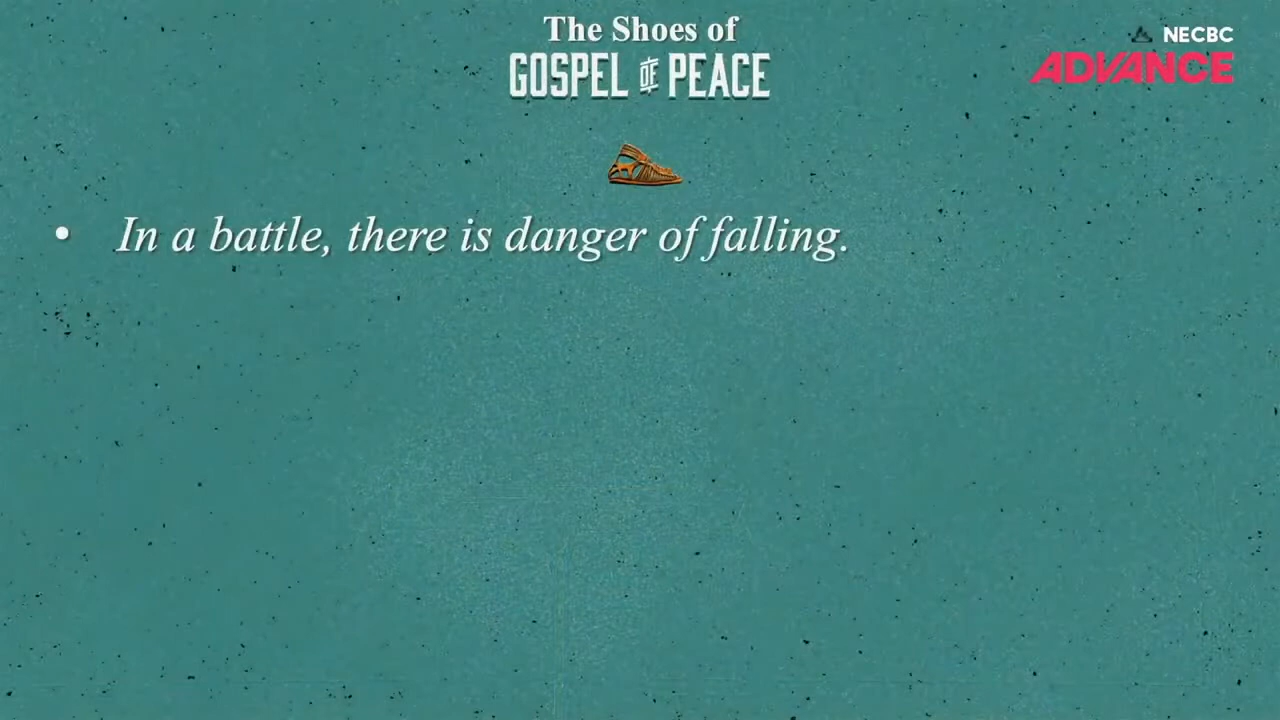 The Shoes of
GOSPEL OF PEACE
NECBC
ADVANCE
• In a battle, there is danger of falling.